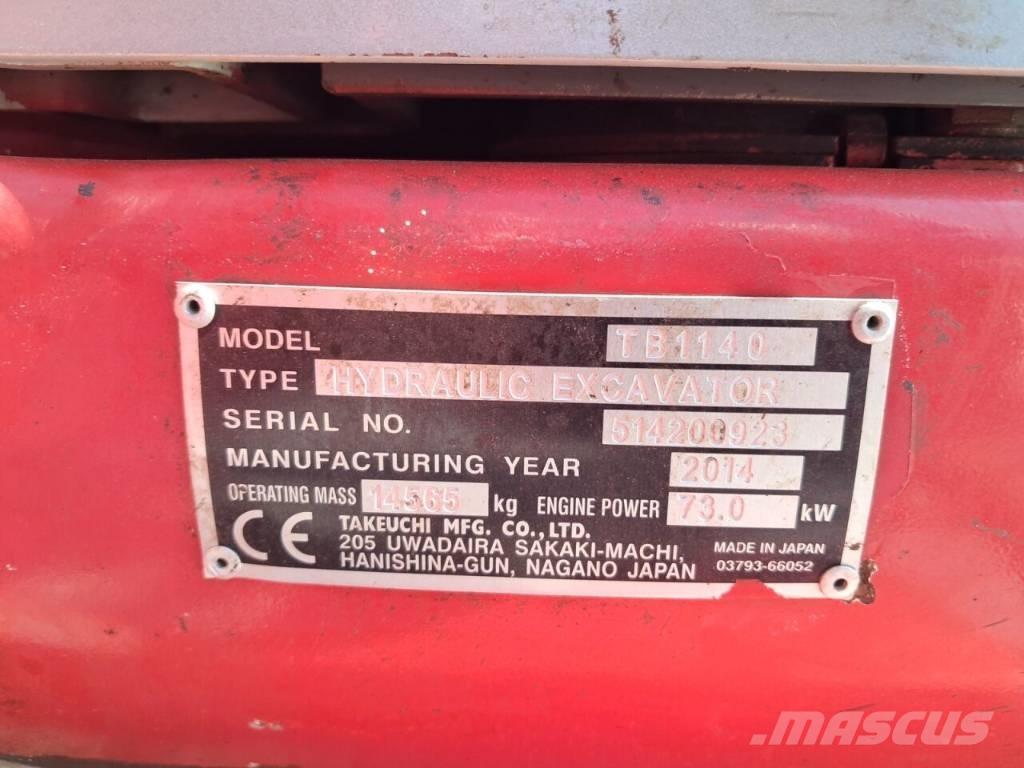 MODEL TB1140
TYPE HYDRAULIC EXCAVATOR
SERIAL NO. 514200923
MANUFACTURING YEAR 2014
OPERATING MASS 14565 kg ENGINE POWER 73.0 kW
CE TAKEUCHI MFG. CO.,LTD.
205 UWADAIRA SAKAKI-MACHI,
HANISHINA-GUN, NAGANO JAPAN
MADE IN JAPAN
03793-66052
MASCUS